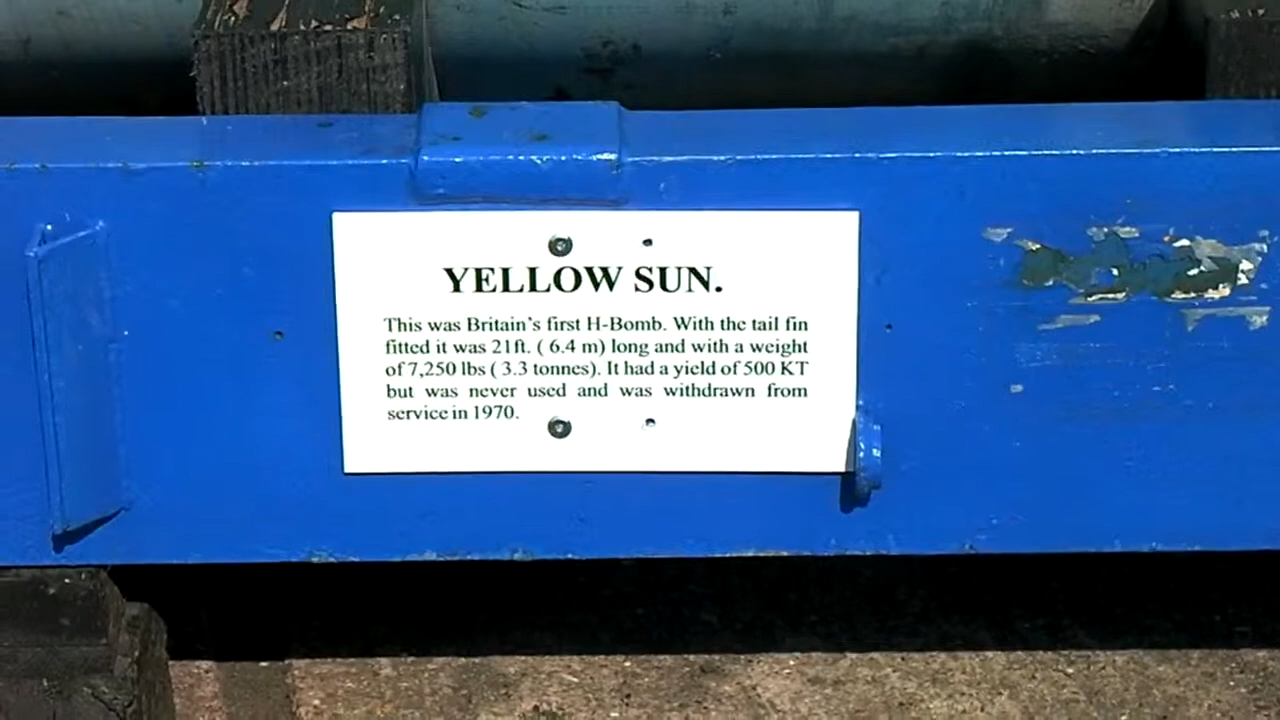 YELLOW SUN.
This was Britain's first H-Bomb. With the tail fin
fitted it was 21ft. ( 6.4 m) long and with a weight
of 7,250 lbs ( 3.3 tonnes). It had a yield of 500 KT
but was never used and was withdrawn from
service in 1970.